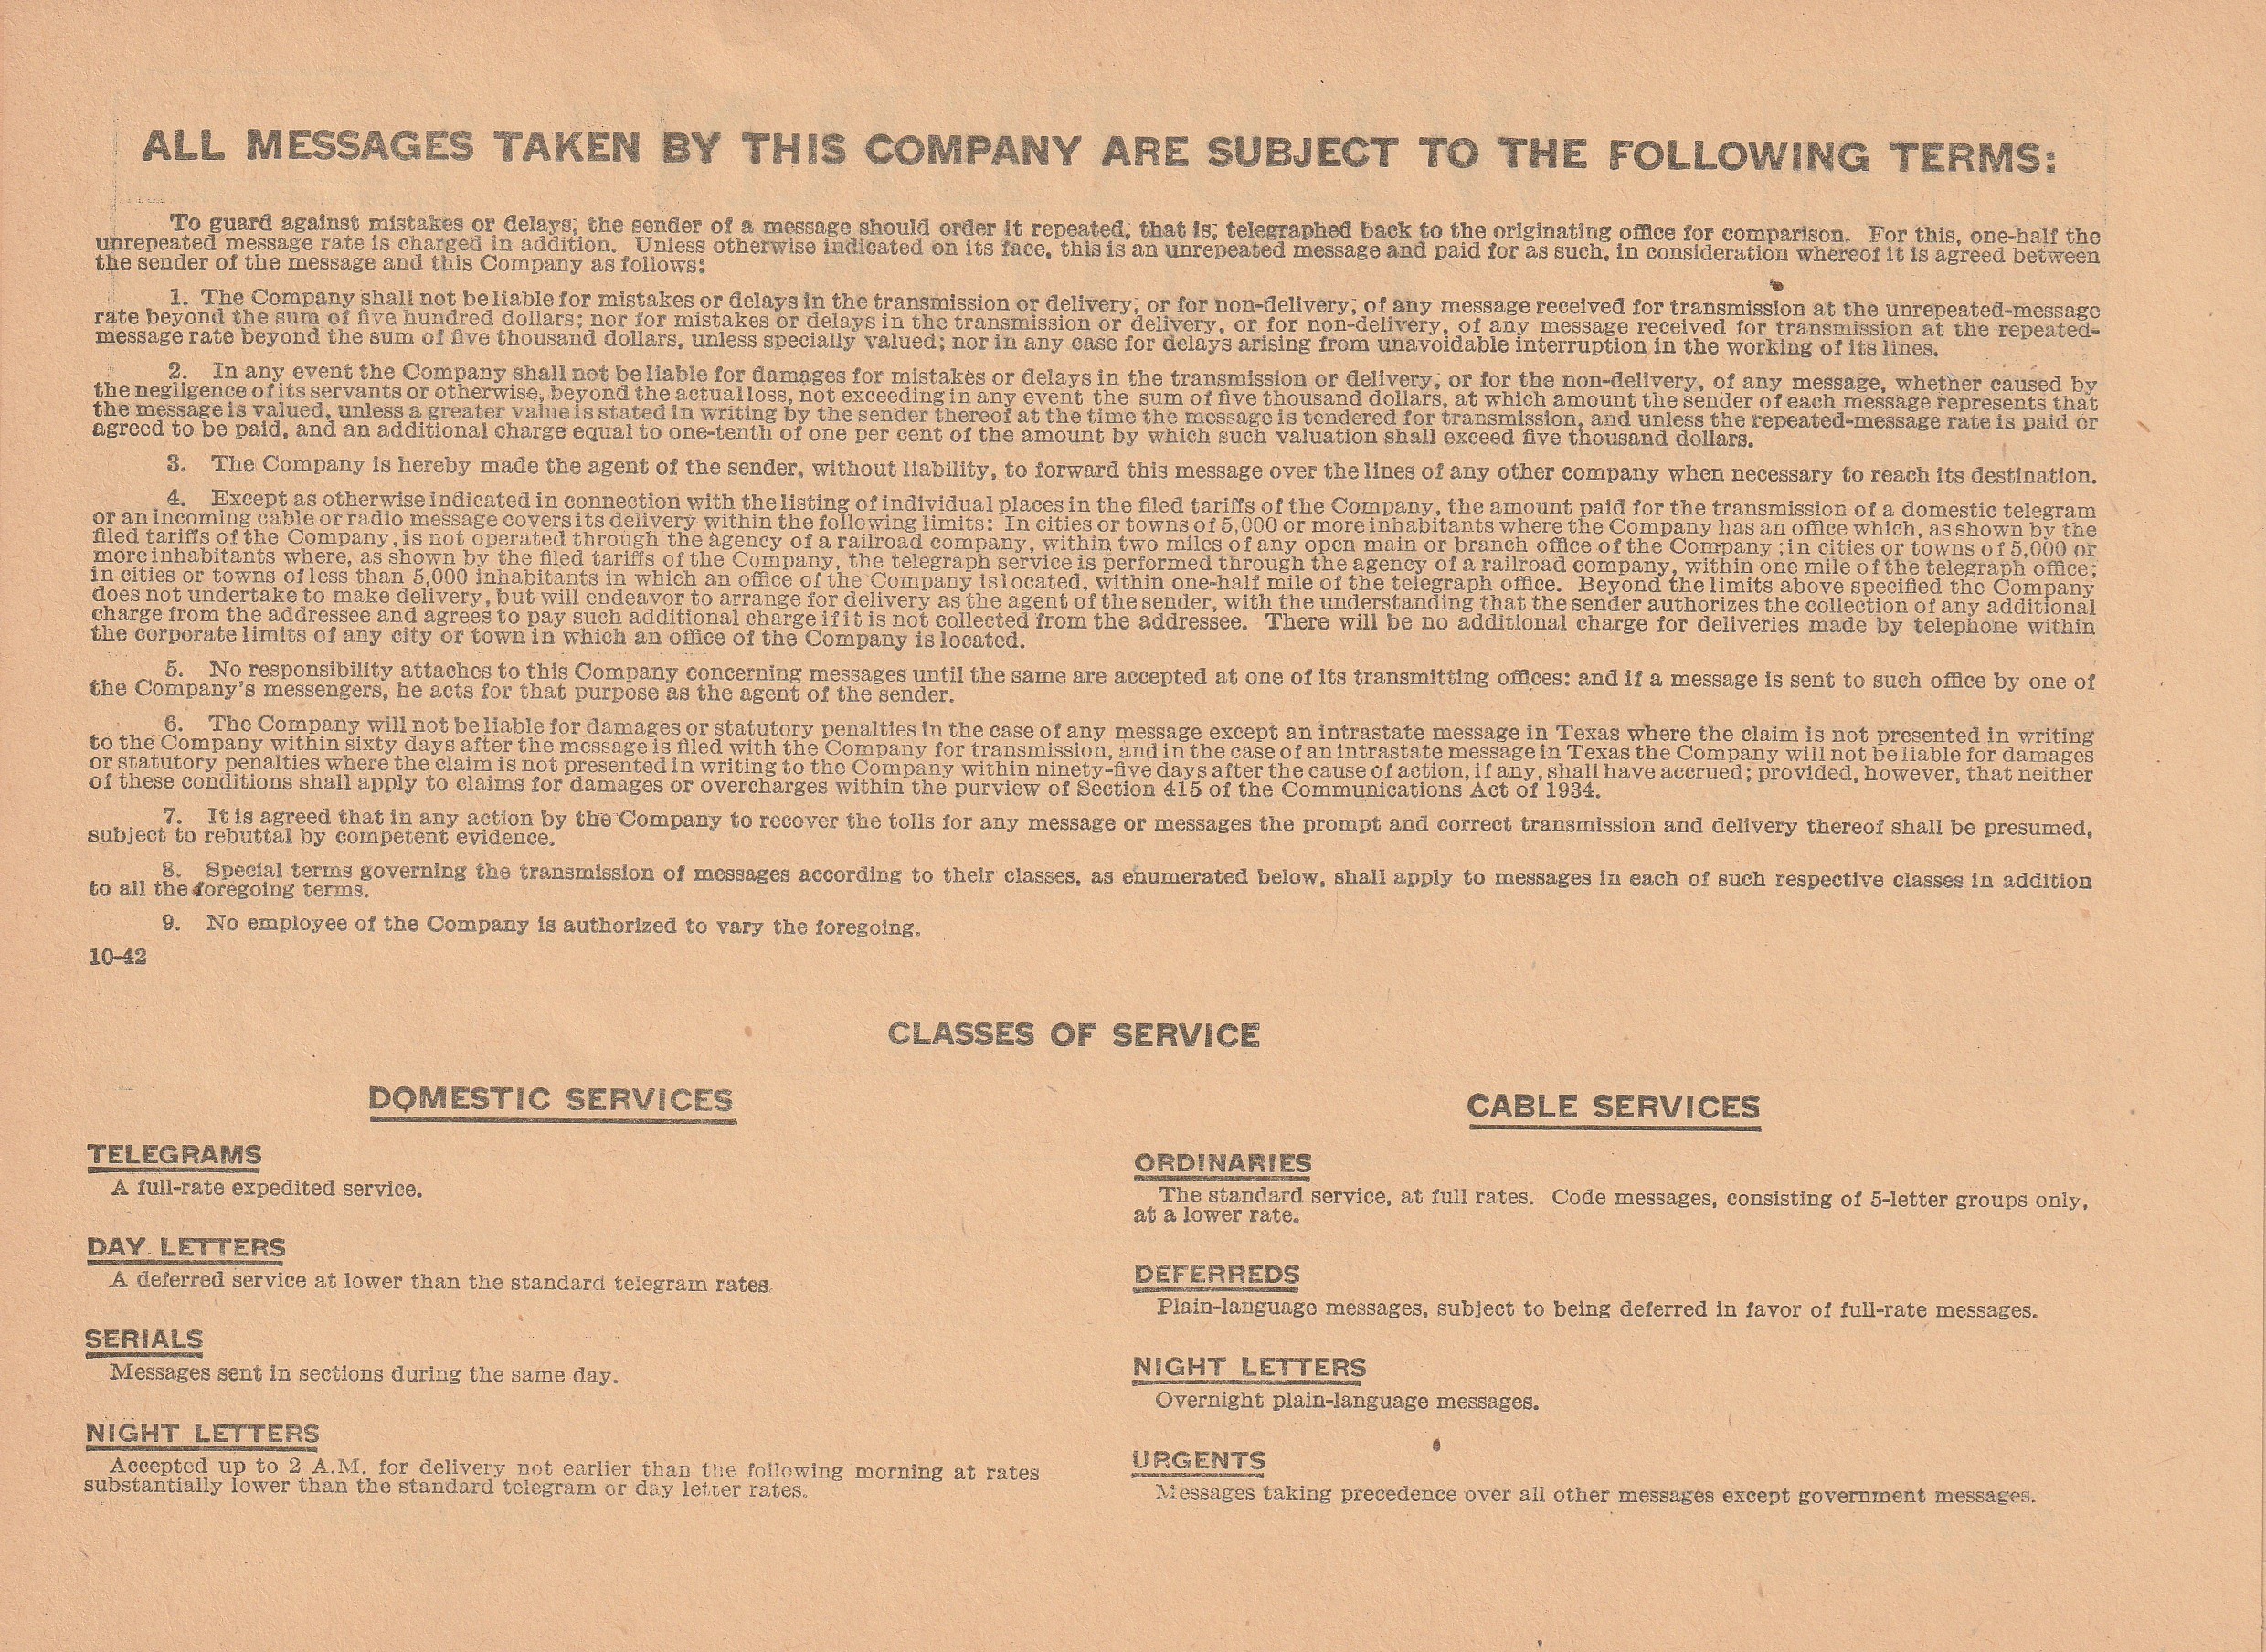 ALL MESSAGES TAKEN BY THIS COMPANY ARE SUBJECT TO THE FOLLOWING TERMS:
To guard against mistakes or delays, the sender of a message should order it repeated, that is, telegraphed back to the originating office for comparison. For this, one-half the
unrepeated message rate is charged in addition. Unless otherwise indicated on its face, this is an unrepeated message and paid for as such, in consideration whereof it is agreed between
the sender of the message and this Company as follows:
1. The Company shall not be liable for mistakes or delays in the transmission or delivery, or for non-delivery, of any message received for transmission at the unrepeated-message
rate beyond the sum of five hundred dollars; nor for mistakes or delays in the transmission or delivery, or for non-delivery, of any message received for transmission at the repeated-
message rate beyond the sum of five thousand dollars, unless specially valued; nor in any case for delays arising from unavoidable interruption in the working of its lines.
2. In any event the Company shall not be liable for damages for mistakes or delays in the transmission or delivery, or for the non-delivery, of any message, whether caused by
the negligence of its servants or otherwise, beyond the actual loss, not exceeding in any event the sum of five thousand dollars, at which amount the sender of each message represents that
the message is valued, unless a greater value is stated in writing by the sender thereof at the time the message is tendered for transmission, and unless the repeated-message rate is paid or
agreed to be paid, and an additional charge equal to one-tenth of one per cent of the amount by which such valuation shall exceed five thousand dollars.
3. The Company is hereby made the agent of the sender, without liability, to forward this message over the lines of any other company when necessary to reach its destination.
4. Except as otherwise indicated in connection with the listing of individual places in the filed tariffs of the Company, the amount paid for the transmission of a domestic telegram
or an incoming cable or radio message covers its delivery within the following limits: In cities or towns of 5,000 or more inhabitants where the Company has an office which, as shown by the
filed tariffs of the Company, is not operated through the agency of a railroad company, within two miles of any open main or branch office of the Company; in cities or towns of 5,000 or
more inhabitants where, as shown by the filed tariffs of the Company, the telegraph service is performed through the agency of a railroad company, within one mile of the telegraph office;
in cities or towns of less than 5,000 inhabitants in which an office of the Company is located, within one-half mile of the telegraph office. Beyond the limits above specified the Company
does not undertake to make delivery, but will endeavor to arrange for delivery as the agent of the sender, with the understanding that the sender authorizes the collection of any additional
charge from the addressee and agrees to pay such additional charge if it is not collected from the addressee. There will be no additional charge for deliveries made by telephone within
the corporate limits of any city or town in which an office of the Company is located.
5. No responsibility attaches to this Company concerning messages until the same are accepted at one of its transmitting offices: and if a message is sent to such office by one of
the Company's messengers, he acts for that purpose as the agent of the sender.
6. The Company will not be liable for damages or statutory penalties in the case of any message except an intrastate message in Texas where the claim is not presented in writing
to the Company within sixty days after the message is filed with the Company for transmission, and in the case of an intrastate message in Texas the Company will not be liable for damages
or statutory penalties where the claim is not presented in writing to the Company within ninety-five days after the cause of action, if any, shall have accrued; provided, however, that neither
of these conditions shall apply to claims for damages or overcharges within the purview of Section 415 of the Communications Act of 1934.
7. It is agreed that in any action by the Company to recover the tolls for any message or messages the prompt and correct transmission and delivery thereof shall be presumed,
subject to rebuttal by competent evidence.
8. Special terms governing the transmission of messages according to their classes, as enumerated below, shall apply to messages in each of such respective classes in addition
to all the foregoing terms.
9. No employee of the Company is authorized to vary the foregoing.
10-42
CLASSES OF SERVICE
DOMESTIC SERVICES
TELEGRAMS
A full-rate expedited service.
DAY LETTERS
A deferred service at lower than the standard telegram rates.
SERIALS
Messages sent in sections during the same day.
NIGHT LETTERS
Accepted up to 2 A.M. for delivery not earlier than the following morning at rates
substantially lower than the standard telegram or day letter rates.
CABLE SERVICES
ORDINARIES
The standard service, at full rates. Code messages, consisting of 5-letter groups only,
at a lower rate.
DEFERREDS
Plain-language messages, subject to being deferred in favor of full-rate messages.
NIGHT LETTERS
Overnight plain-language messages.
URGENTS
Messages taking precedence over all other messages except government messages.